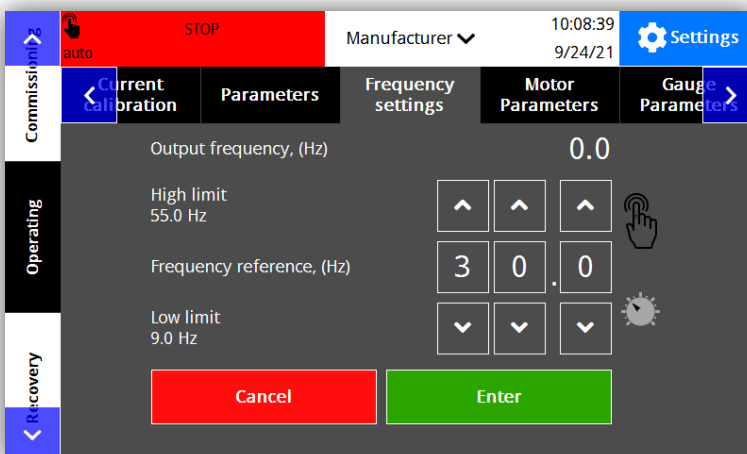 Commissioning
Operating
Recovery
auto
STOP
Manufacturer
10:08:39
9/24/21
Settings
Current
calibration
Parameters
Frequency
settings
Motor
Parameters
Gauge
Parameters
Output frequency, (Hz)
0.0
High limit
55.0 Hz
Frequency reference, (Hz)
3 0 . 0
Low limit
9.0 Hz
Cancel
Enter